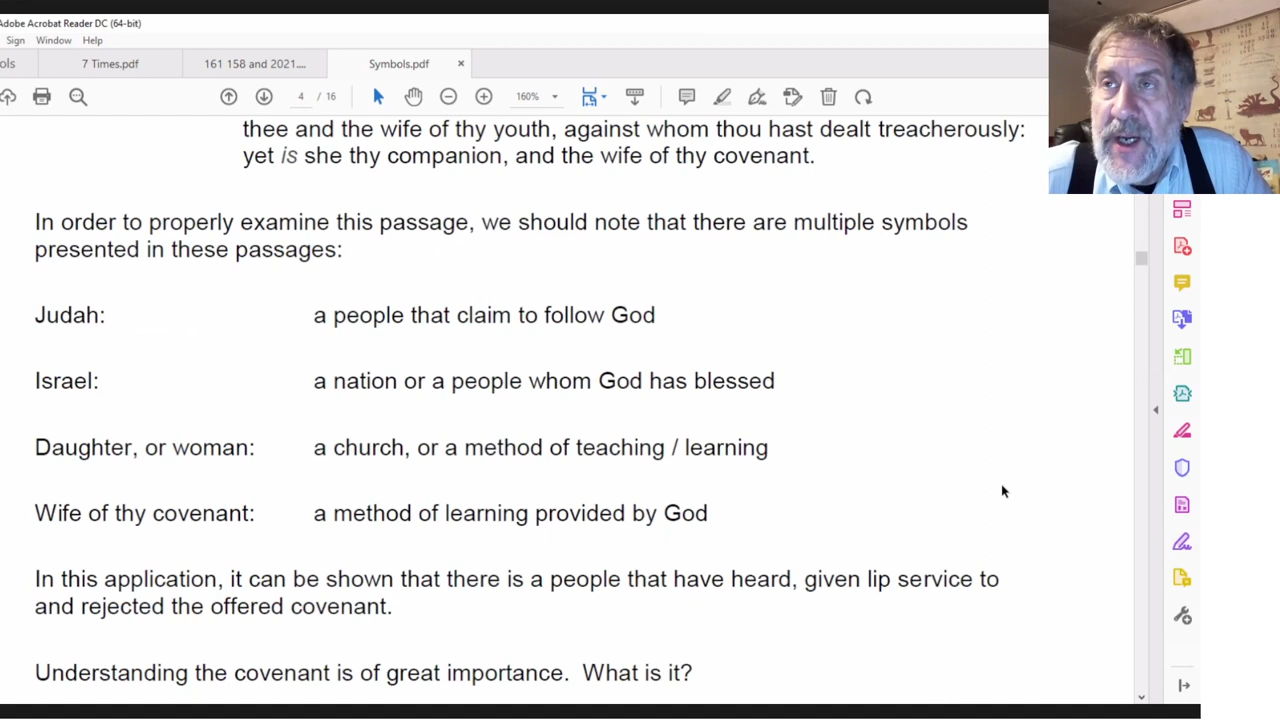 Adobe Acrobat Reader DC (64-bit)
Sign Window Help
ols 7 Times.pdf 161 158 and 2021.... Symbols.pdf ×
4 / 16 160%
thee and the wife of thy youth, against whom thou hast dealt treacherously:
yet is she thy companion, and the wife of thy covenant.
In order to properly examine this passage, we should note that there are multiple symbols
presented in these passages:
Judah: a people that claim to follow God
Israel: a nation or a people whom God has blessed
Daughter, or woman: a church, or a method of teaching / learning
Wife of thy covenant: a method of learning provided by God
In this application, it can be shown that there is a people that have heard, given lip service to
and rejected the offered covenant.
Understanding the covenant is of great importance. What is it?